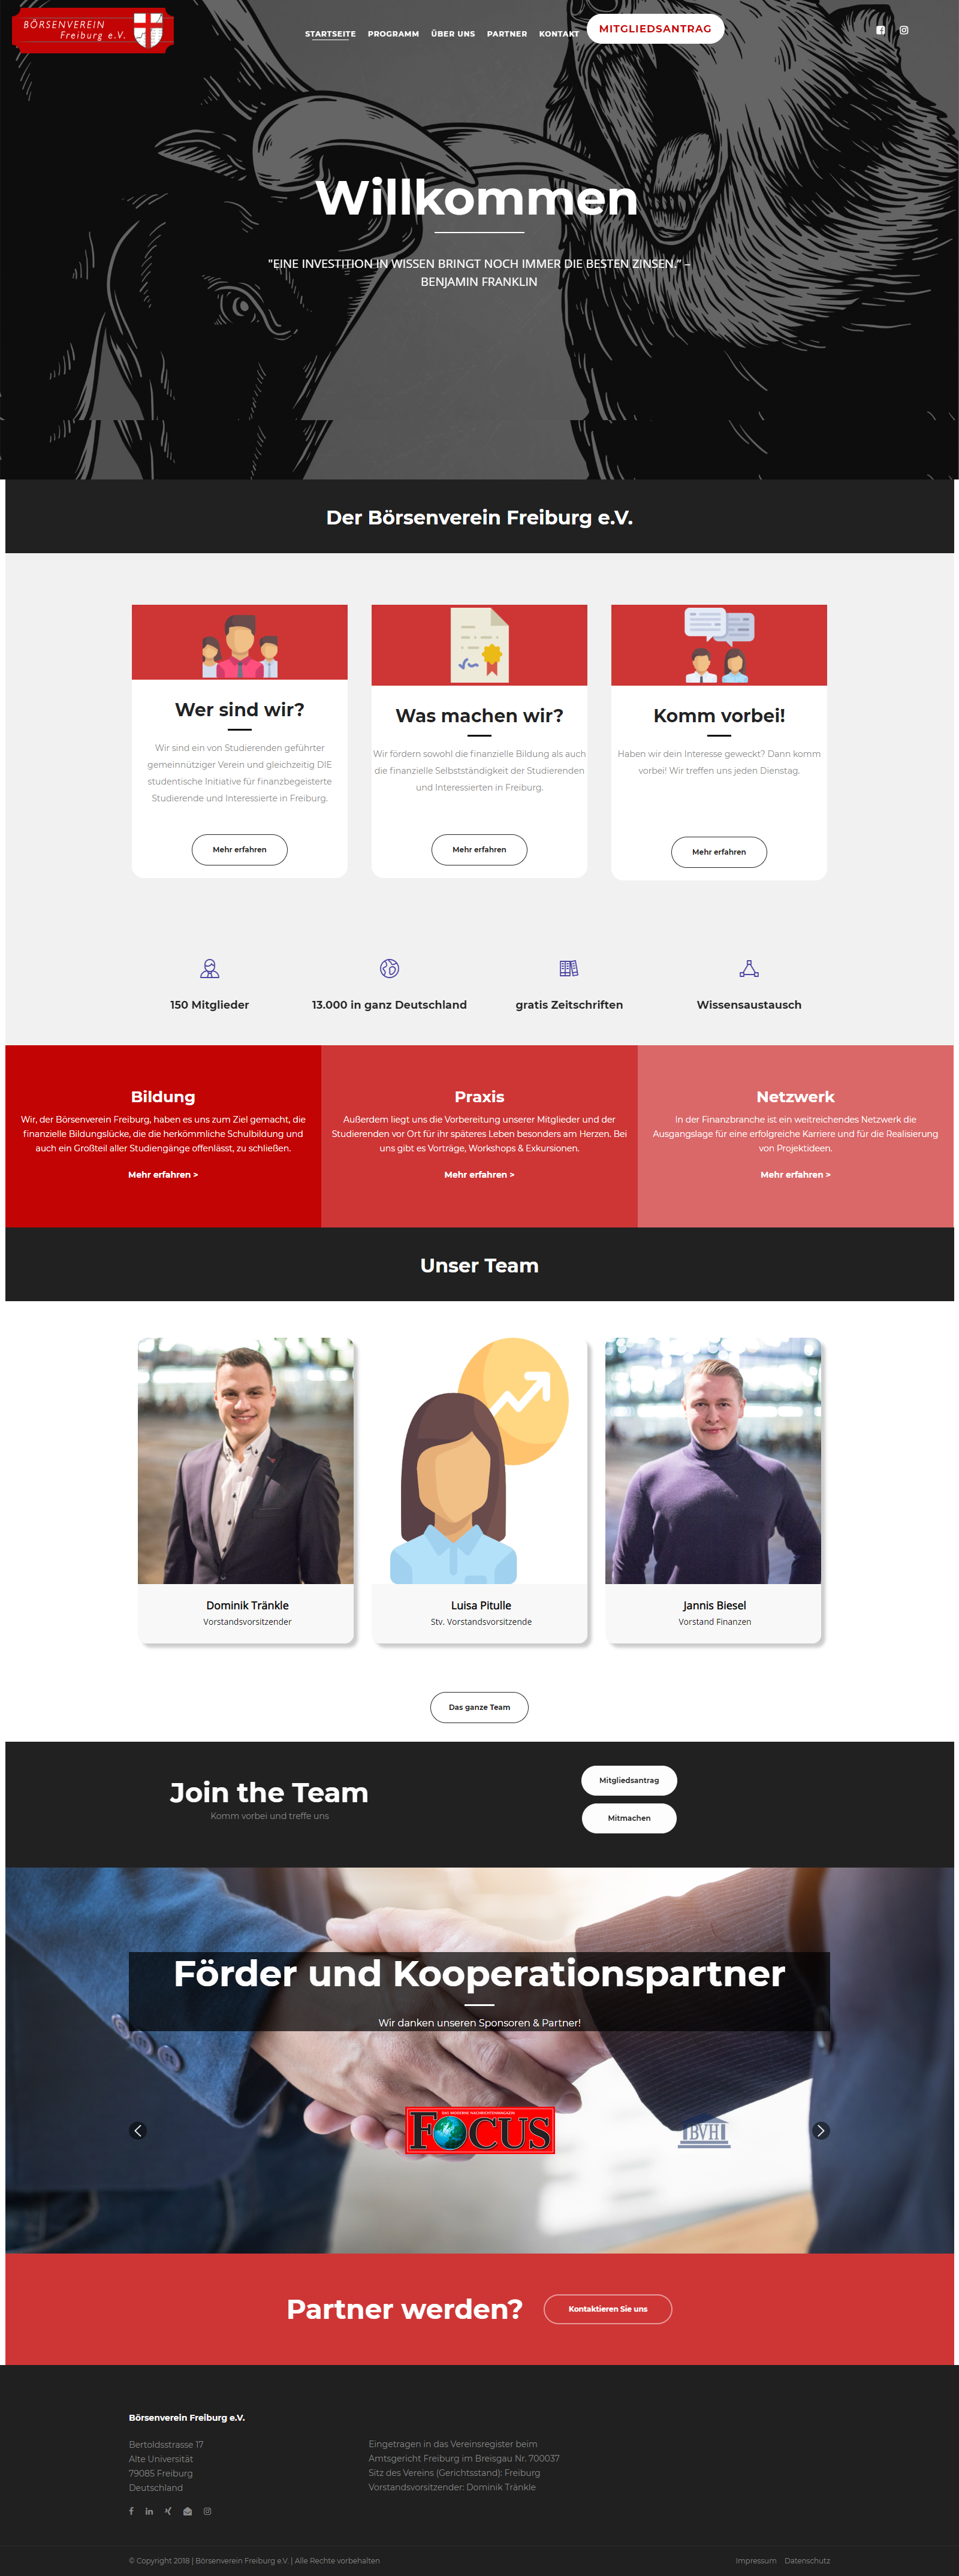 BÖRSENVEREIN
Freiburg e.V.
STARTSEITE PROGRAMM ÜBER UNS PARTNER KONTAKT MITGLIEDSANTRAG
Willkommen
"EINE INVESTITION IN WISSEN BRINGT NOCH IMMER DIE BESTEN ZINSEN." –
BENJAMIN FRANKLIN
Der Börsenverein Freiburg e.V.
Wer sind wir?
Wir sind ein von Studierenden geführter
gemeinnütziger Verein und gleichzeitig DIE
studentische Initiative für finanzbegeisterte
Studierende und Interessierte in Freiburg.
Mehr erfahren
Was machen wir?
Wir fördern sowohl die finanzielle Bildung als auch
die finanzielle Selbstständigkeit der Studierenden
und Interessierten in Freiburg.
Mehr erfahren
Komm vorbei!
Haben wir dein Interesse geweckt? Dann komm
vorbei! Wir treffen uns jeden Dienstag.
Mehr erfahren
150 Mitglieder
13.000 in ganz Deutschland
gratis Zeitschriften
Wissensaustausch
Bildung
Wir, der Börsenverein Freiburg, haben es uns zum Ziel gemacht, die
finanzielle Bildungslücke, die die herkömmliche Schulbildung und
auch ein Großteil aller Studiengänge offenlässt, zu schließen.
Mehr erfahren >
Praxis
Außerdem liegt uns die Vorbereitung unserer Mitglieder und der
Studierenden vor Ort für ihr späteres Leben besonders am Herzen. Bei
uns gibt es Vorträge, Workshops & Exkursionen.
Mehr erfahren >
Netzwerk
In der Finanzbranche ist ein weitreichendes Netzwerk die
Ausgangslage für eine erfolgreiche Karriere und für die Realisierung
von Projektideen.
Mehr erfahren >
Unser Team
Dominik Tränkle
Vorstandsvorsitzender
Luisa Pitulle
Stv. Vorstandsvorsitzende
Jannis Biesel
Vorstand Finanzen
Das ganze Team
Join the Team
Komm vorbei und treffe uns
Mitgliedsantrag
Mitmachen
Förder und Kooperationspartner
Wir danken unseren Sponsoren & Partner!
DAS MODERNE NACHRICHTENMAGAZIN
FOCUS
BVH
Partner werden?
Kontaktieren Sie uns
Börsenverein Freiburg e.V.
Bertoldsstrasse 17
Alte Universität
79085 Freiburg
Deutschland
Eingetragen in das Vereinsregister beim
Amtsgericht Freiburg im Breisgau Nr. 700037
Sitz des Vereins (Gerichtsstand): Freiburg
Vorstandsvorsitzender: Dominik Tränkle
© Copyright 2018 | Börsenverein Freiburg e.V. | Alle Rechte vorbehalten
Impressum Datenschutz